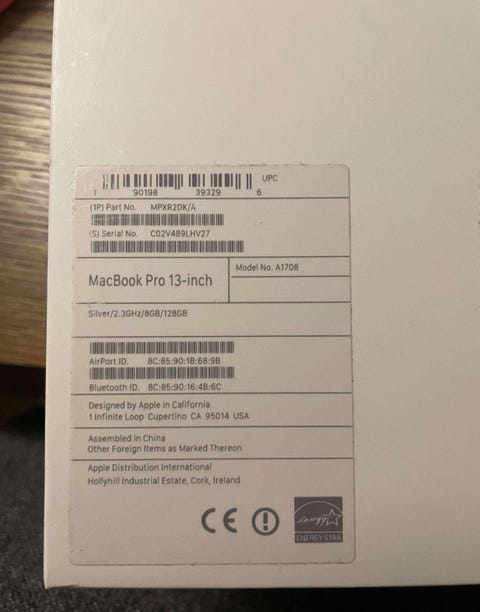 UPC
1 90198 39329 6
(1P) Part No. MPXR2DK/A
(S) Serial No. C02V489LHV27
MacBook Pro 13-inch
Model No. A1708
Silver/2.3GHz/8GB/128GB
AirPort ID. 8C:85:90:1B:68:9B
Bluetooth ID. 8C:85:90:16:4B:6C
Designed by Apple in California
1 Infinite Loop Cupertino CA 95014 USA
Assembled in China
Other Foreign Items as Marked Thereon
Apple Distribution International
Hollyhill Industrial Estate, Cork, Ireland
CE
energy
ENERGY STAR